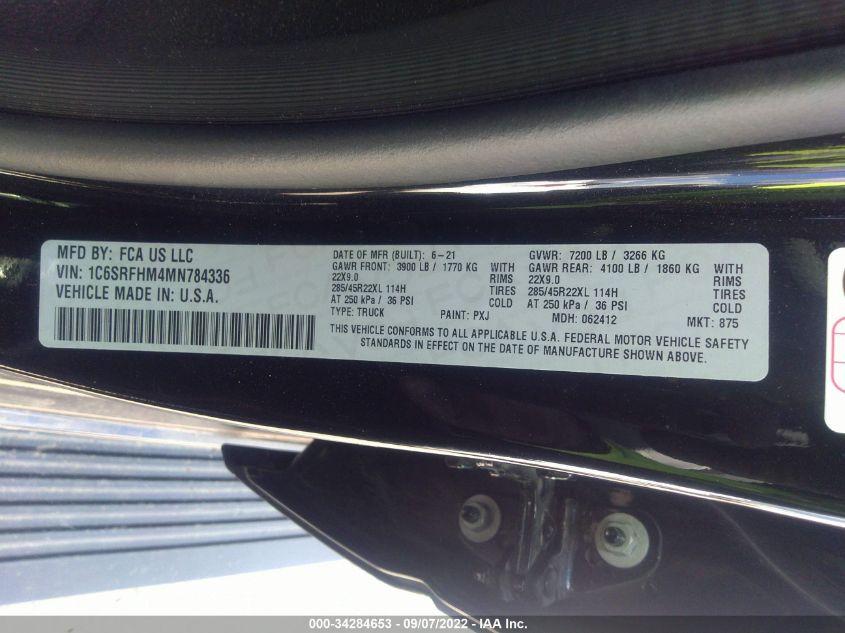 MFD BY: FCA US LLC
VIN: 1C6SRFHM4MN784336
VEHICLE MADE IN: U.S.A.
DATE OF MFR (BUILT): 6-21
GVWR: 7200 LB / 3266 KG
GAWR FRONT: 3900 LB / 1770 KG WITH
GAWR REAR: 4100 LB / 1860 KG WITH
22X9.0 RIMS
22X9.0 RIMS
285/45R22XL 114H TIRES
285/45R22XL 114H TIRES
AT 250 kPa / 36 PSI COLD
AT 250 kPa / 36 PSI COLD
TYPE: TRUCK PAINT: PXJ MDH: 062412 MKT: 875
THIS VEHICLE CONFORMS TO ALL APPLICABLE U.S.A. FEDERAL MOTOR VEHICLE SAFETY
STANDARDS IN EFFECT ON THE DATE OF MANUFACTURE SHOWN ABOVE.
000-34284653 - 09/07/2022 - IAA Inc.